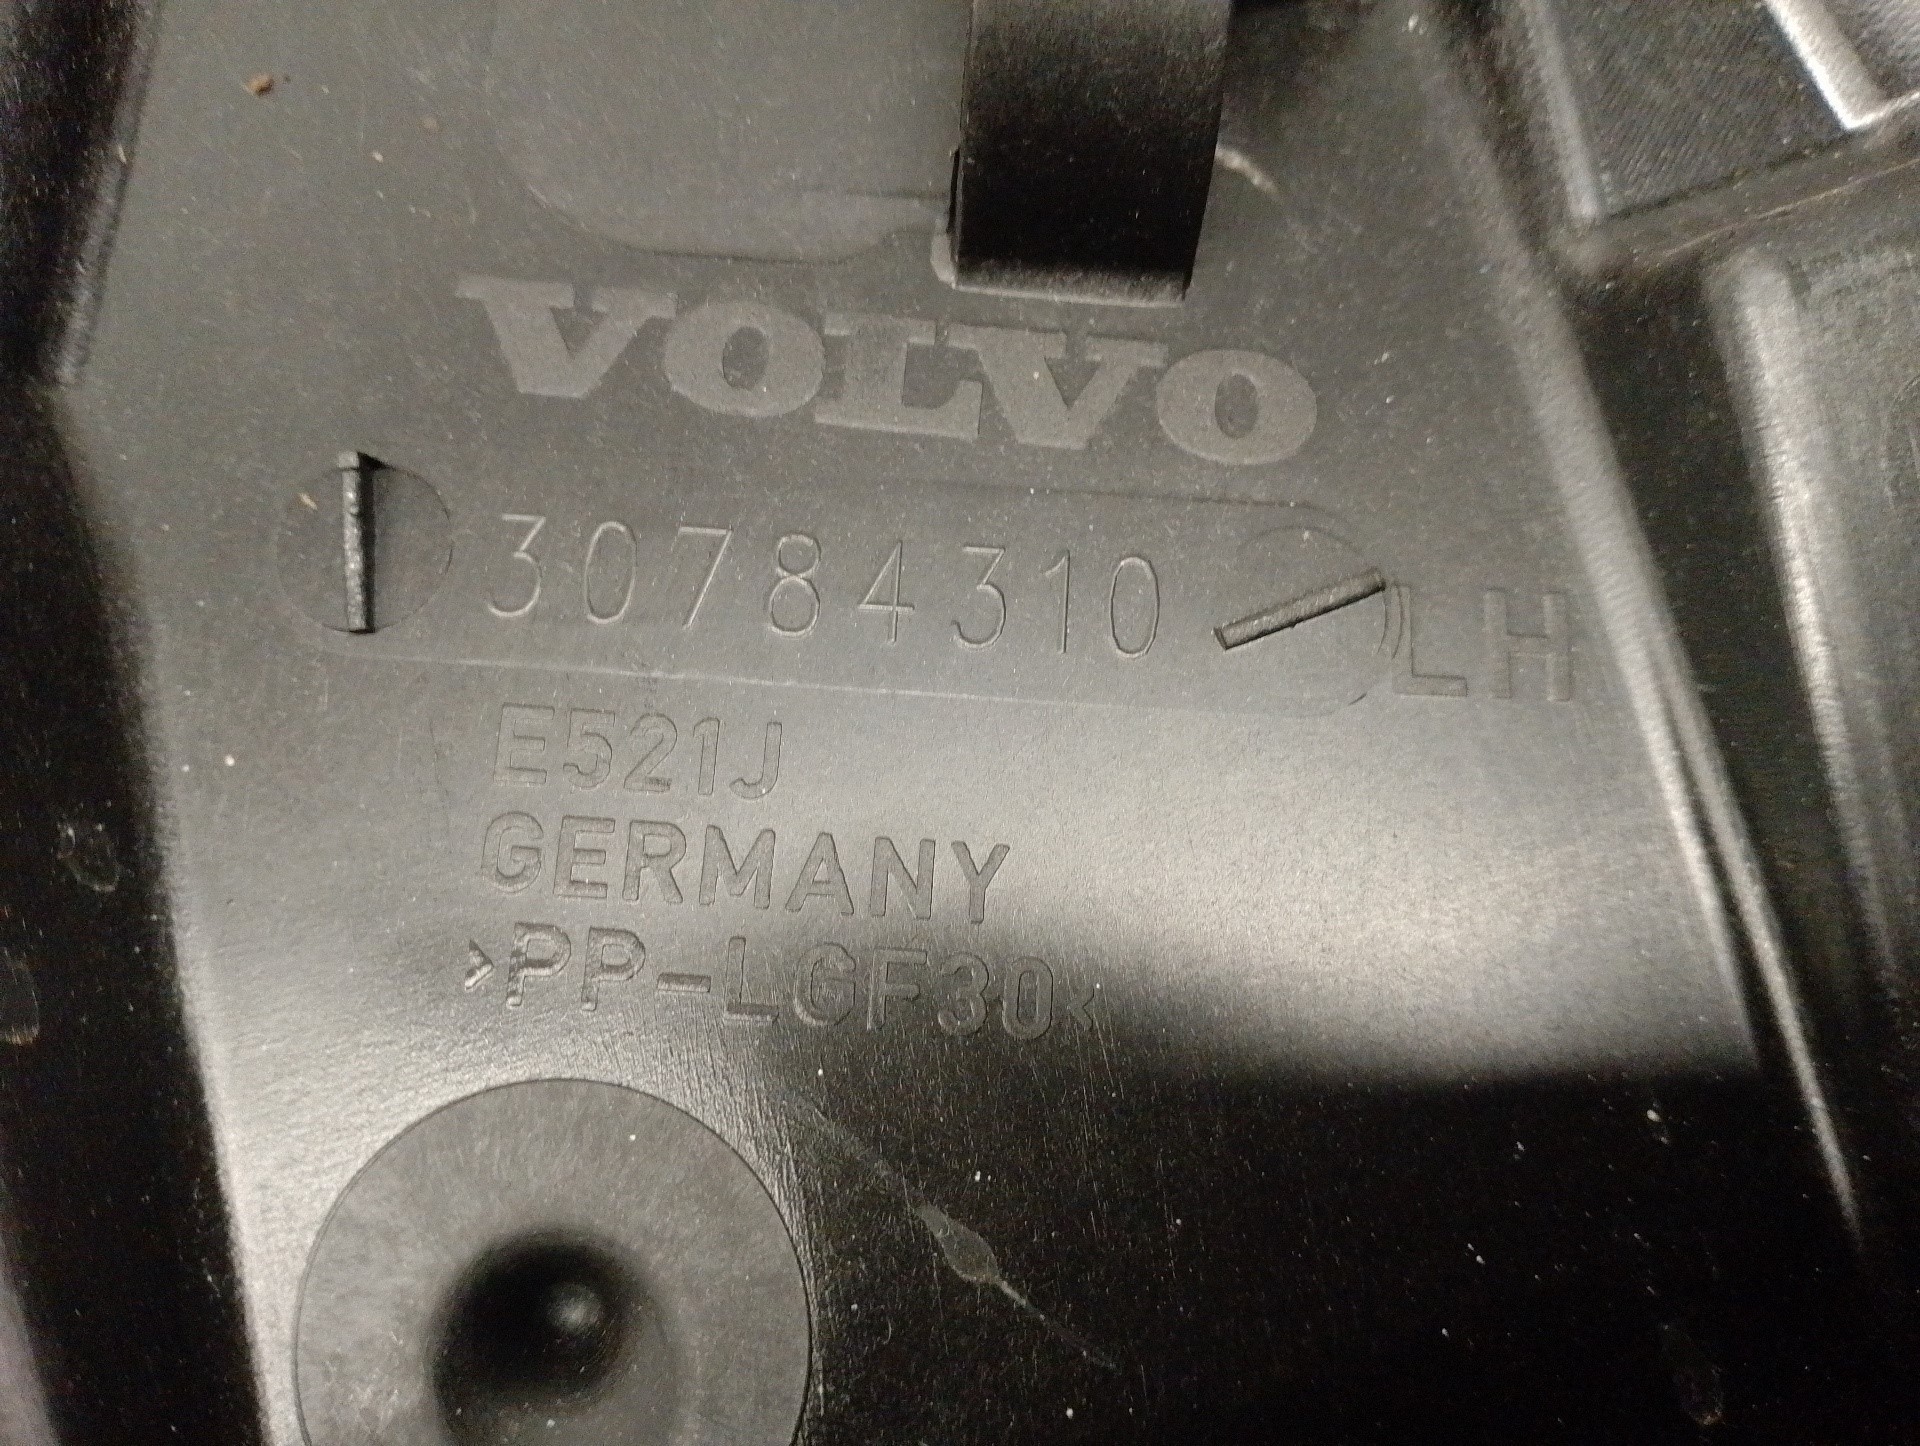 VOLVO
30784310 LH
E521J
GERMANY
>PP-LGF30<